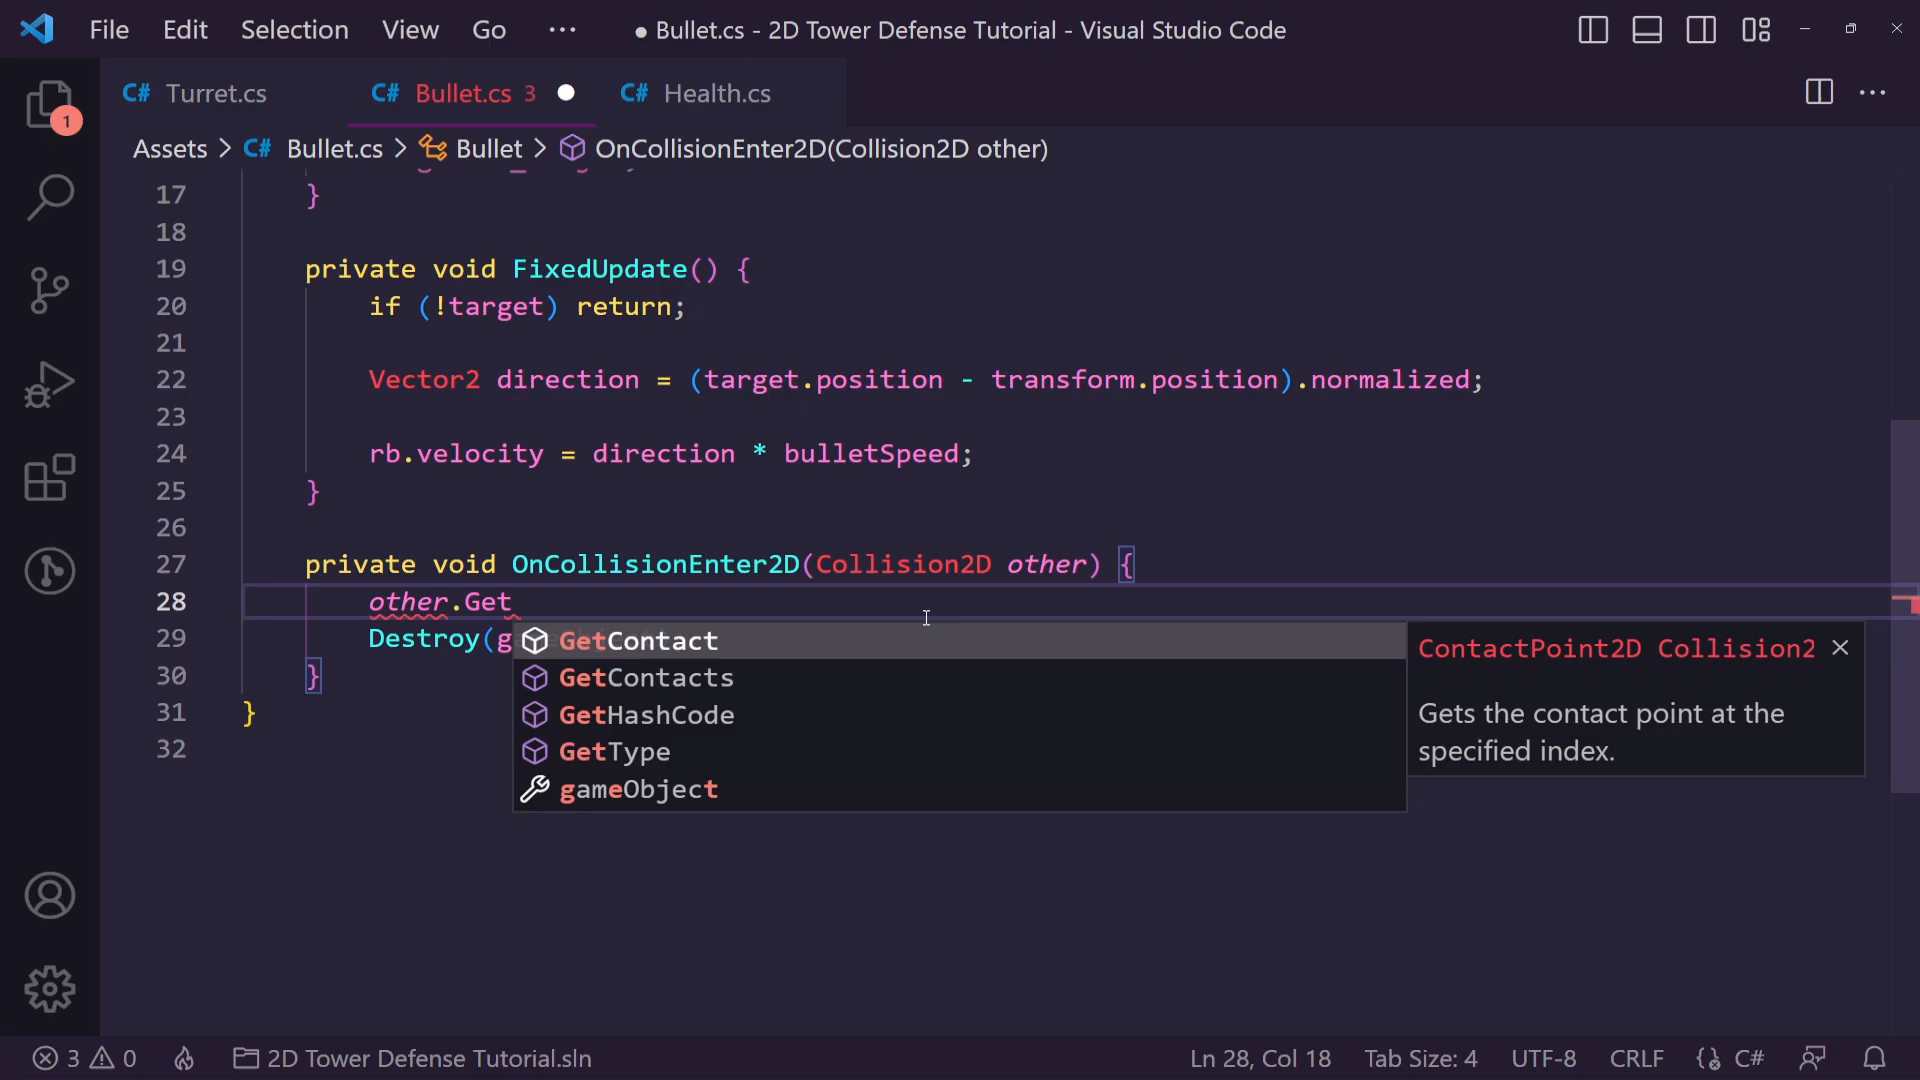 File Edit Selection View Go ··· ● Bullet.cs - 2D Tower Defense Tutorial - Visual Studio Code
C# Turret.cs C# Bullet.cs 3 C# Health.cs
1
Assets > C# Bullet.cs > Bullet > OnCollisionEnter2D(Collision2D other)
17 }
18
19 private void FixedUpdate() {
20 if (!target) return;
21
22 Vector2 direction = (target.position - transform.position).normalized;
23
24 rb.velocity = direction * bulletSpeed;
25 }
26
27 private void OnCollisionEnter2D(Collision2D other) {
28 other.Get
29 Destroy(g
GetContact
ContactPoint2D Collision2
30 }
GetContacts
31 }
GetHashCode
Gets the contact point at the
32
GetType
specified index.
gameObject
3 0 2D Tower Defense Tutorial.sln Ln 28, Col 18 Tab Size: 4 UTF-8 CRLF C#